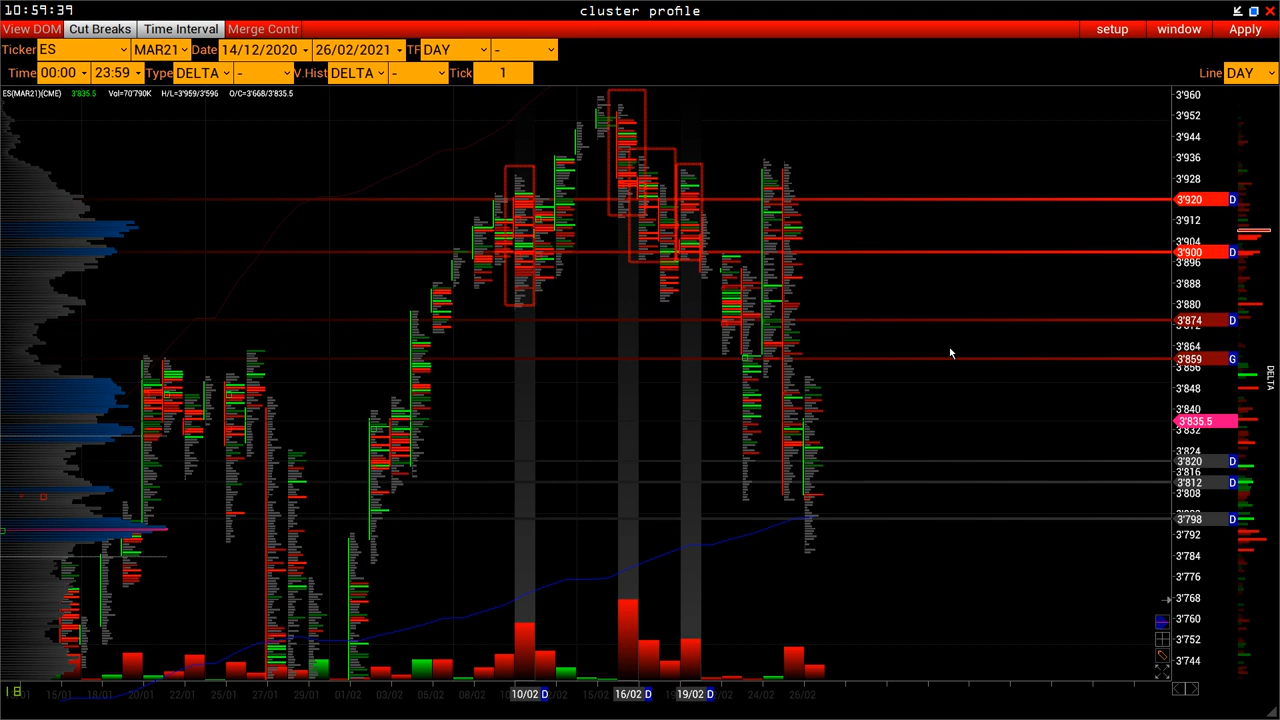 10:59:39 cluster profile
View DOM Cut Breaks Time Interval Merge Contr setup window Apply
Ticker ES MAR21 Date 14/12/2020 26/02/2021 TF DAY -
Time 00:00 23:59 Type DELTA - V.Hist DELTA - Tick 1 Line DAY
ES(MAR21)(CME) 3'835.5 Vol=70'790K H/L=3'959/3'596 O/C=3'668/3'835.5
3'960
3'952
3'944
3'936
3'928
3'920 D
3'912
3'904
3'900 D
3'896
3'888
3'880
3'874 D
3'864
3'859 G
3'856
DELTA
3'848
3'840
3'835.5
3'832
3'824
3'820 D
3'816
3'812 D
3'808
3'798 D
3'792
3'784
3'776
3'768
3'760
3'752
3'744
15/01 18/01 20/01 22/01 25/01 27/01 29/01 01/02 03/02 05/02 08/02 10/02 D 15/02 16/02 D 19/02 D 24/02 26/02